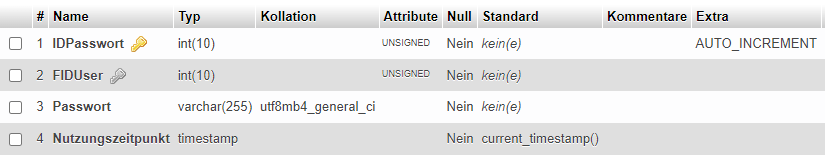 # Name Typ Kollation Attribute Null Standard Kommentare Extra
1 IDPasswort int(10) UNSIGNED Nein kein(e) AUTO_INCREMENT
2 FIDUser int(10) UNSIGNED Nein kein(e)
3 Passwort varchar(255) utf8mb4_general_ci Nein kein(e)
4 Nutzungszeitpunkt timestamp Nein current_timestamp()